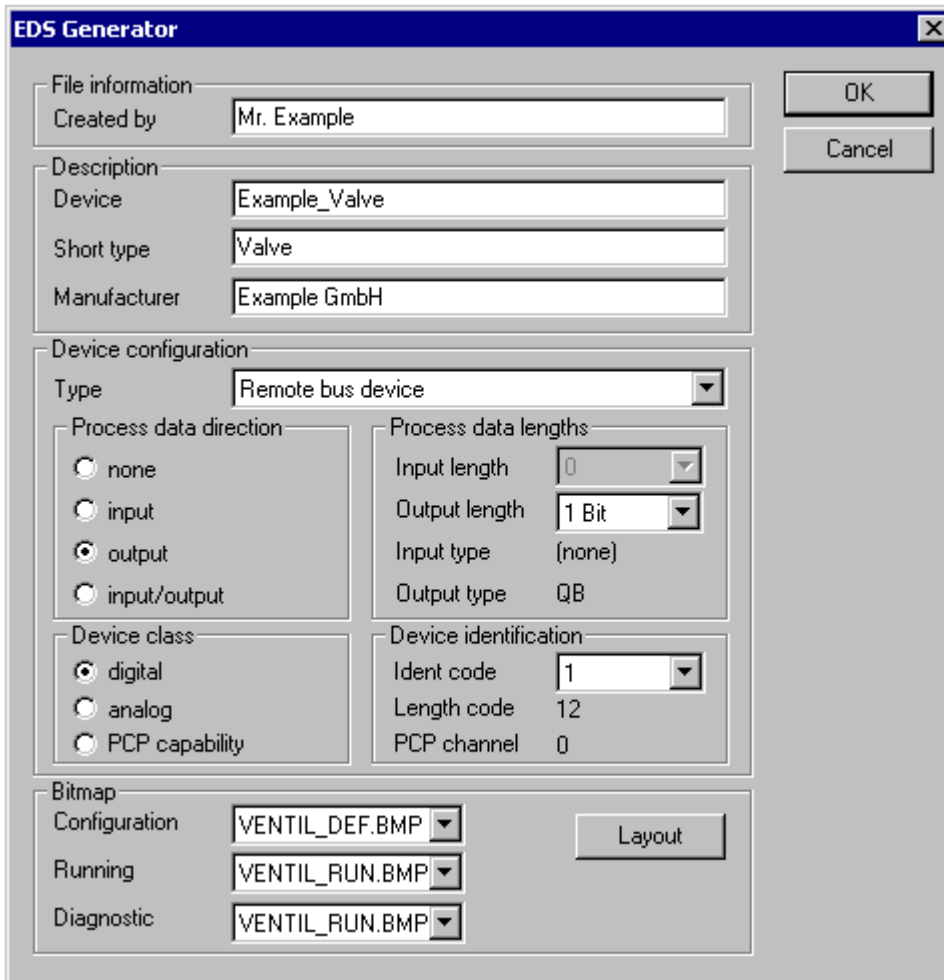 EDS Generator
File information
OK
Created by Mr. Example
Cancel
Description
Device Example_Valve
Short type Valve
Manufacturer Example GmbH
Device configuration
Type Remote bus device
Process data direction
none
input
output
input/output
Process data lengths
Input length 0
Output length 1 Bit
Input type (none)
Output type QB
Device class
digital
analog
PCP capability
Device identification
Ident code 1
Length code 12
PCP channel 0
Bitmap
Configuration VENTIL_DEF.BMP
Layout
Running VENTIL_RUN.BMP
Diagnostic VENTIL_RUN.BMP